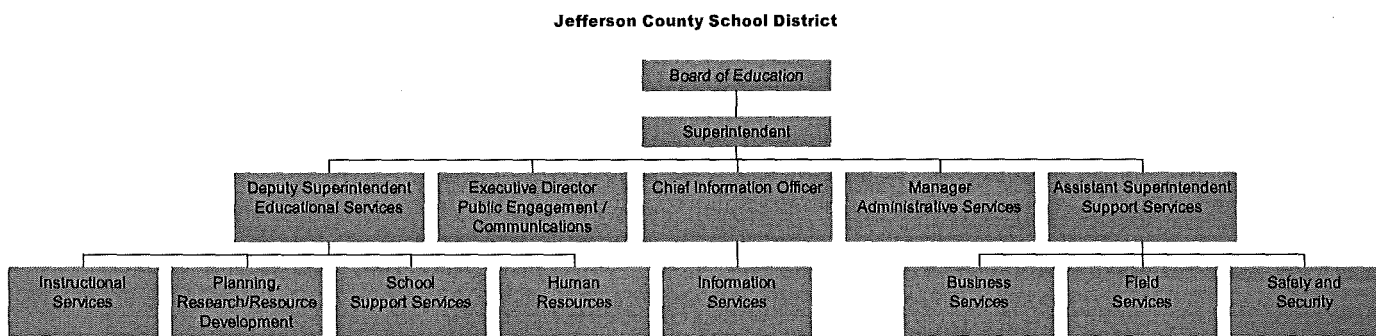 Jefferson County School District
Board of Education
Superintendent
Deputy Superintendent
Educational Services
Executive Director
Public Engagement /
Communications
Chief Information Officer
Manager
Administrative Services
Assistant Superintendent
Support Services
Instructional
Services
Planning,
Research/Resource
Development
School
Support Services
Human
Resources
Information
Services
Business
Services
Field
Services
Safety and
Security